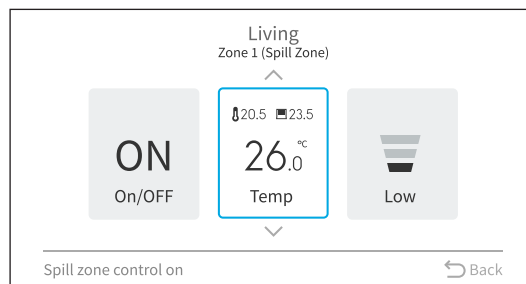 Living
Zone 1 (Spill Zone)
ON
On/OFF
20.5 23.5
26.0 °C
Temp
Low
Spill zone control on
Back